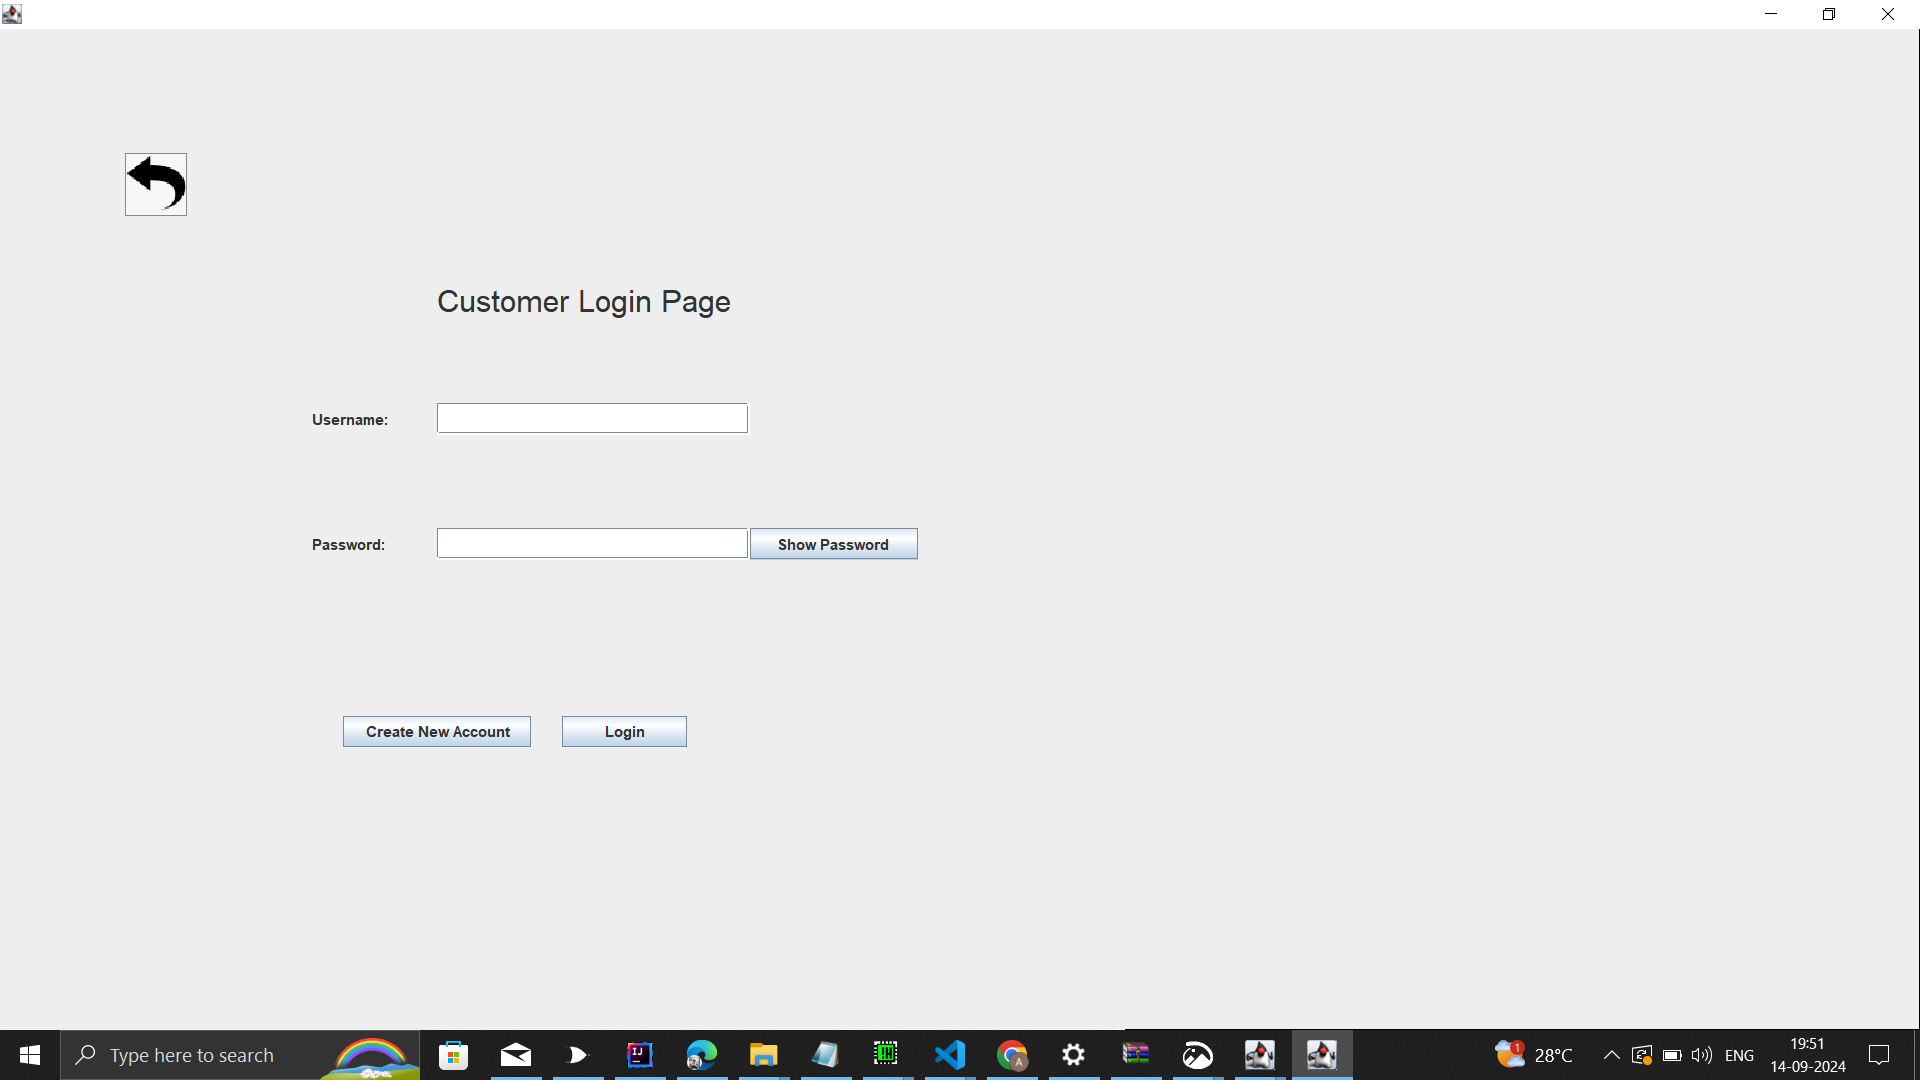 Customer Login Page
Username:
Password:
Show Password
Create New Account
Login
Type here to search
1
28°C
ENG
19:51
14-09-2024